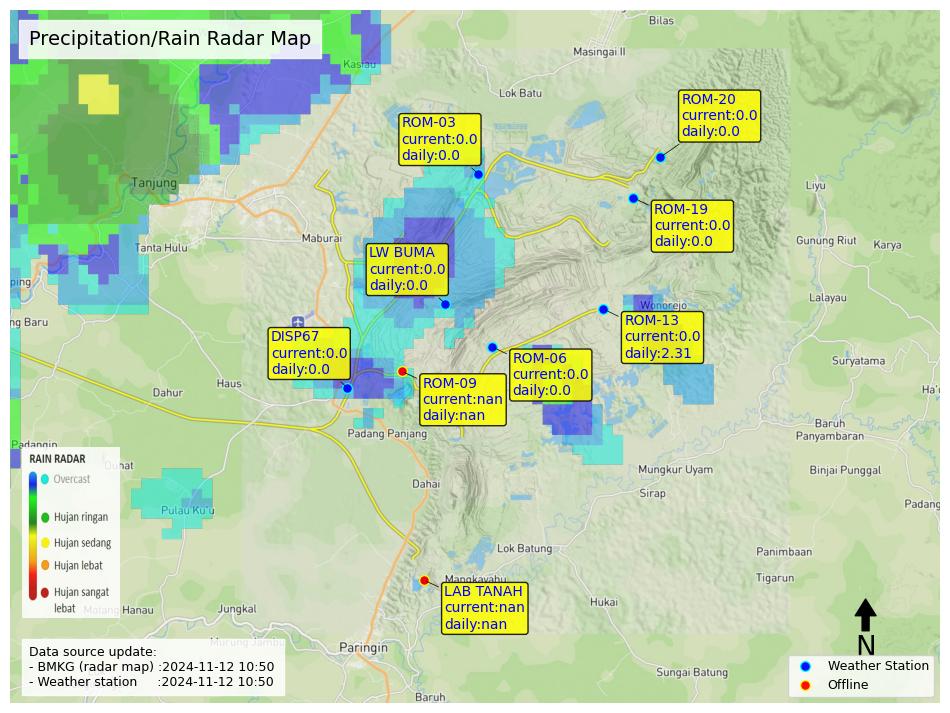 Precipitation/Rain Radar Map
Bilas
Masingai II
Kasiau
Lok Batu
ROM-20
current:0.0
daily:0.0
ROM-03
current:0.0
daily:0.0
Tanjung
Liyu
ROM-19
current:0.0
daily:0.0
Maburai
Tanta Hulu
Gunung Riut
Karya
LW BUMA
current:0.0
daily:0.0
ping
Lalayau
Wonorejo
ng Baru
ROM-13
current:0.0
daily:2.31
DISP67
current:0.0
daily:0.0
ROM-06
current:0.0
daily:0.0
Suryatama
Haus
Dahur
ROM-09
current:nan
daily:nan
Ha'u
Padang Panjang
Baruh
Panyambaran
Padangin
Mungkur Uyam
Binjai Punggal
RAIN RADAR
Overcast
Hujan ringan
Hujan sedang
Hujan lebat
Hujan sangat
lebat
Dahai
Sirap
Padang
Pulau Ku'u
Lok Batung
Panimbaan
Tigarun
Mangkayahu
LAB TANAH
current:nan
daily:nan
Hukai
Matang Hanau
Jungkal
Murung Jambu
Paringin
N
Sungai Batung
Baruh
Data source update:
- BMKG (radar map) :2024-11-12 10:50
- Weather station :2024-11-12 10:50
Weather Station
Offline